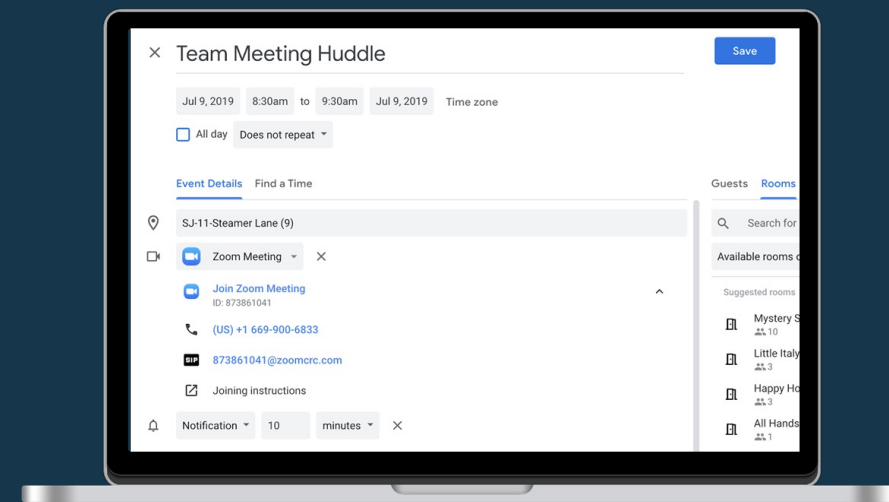 Team Meeting Huddle
Save
Jul 9, 2019 8:30am to 9:30am Jul 9, 2019 Time zone
All day Does not repeat
Event Details Find a Time
Guests Rooms
SJ-11-Steamer Lane (9)
Search for
Zoom Meeting
Available rooms
Join Zoom Meeting
ID: 873861041
Suggested rooms
(US) +1 669-900-6833
Mystery S
10
SIP 873861041@zoomcrc.com
Little Italy
3
Joining instructions
Happy Ho
3
Notification 10 minutes
All Hands
1